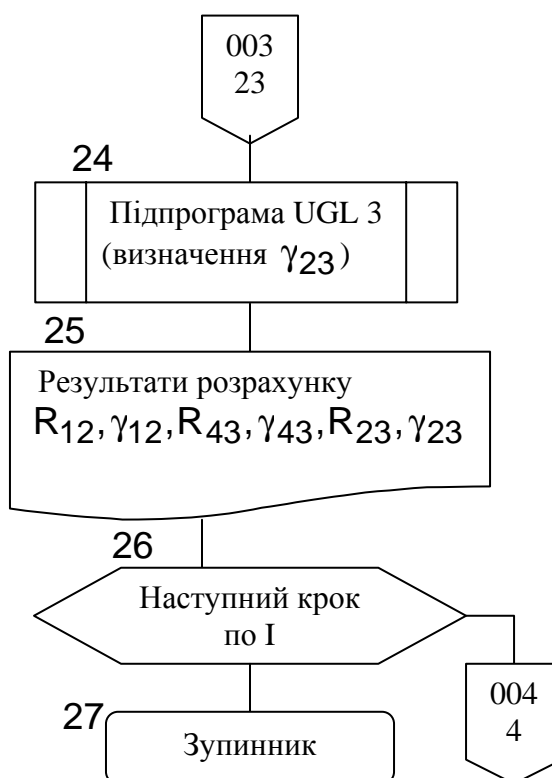 003
23
24
Підпрограма UGL 3
(визначення γ23)
25
Результати розрахунку
R12,γ12,R43,γ43,R23,γ23
26
Наступний крок
по I
004
4
27
Зупинник